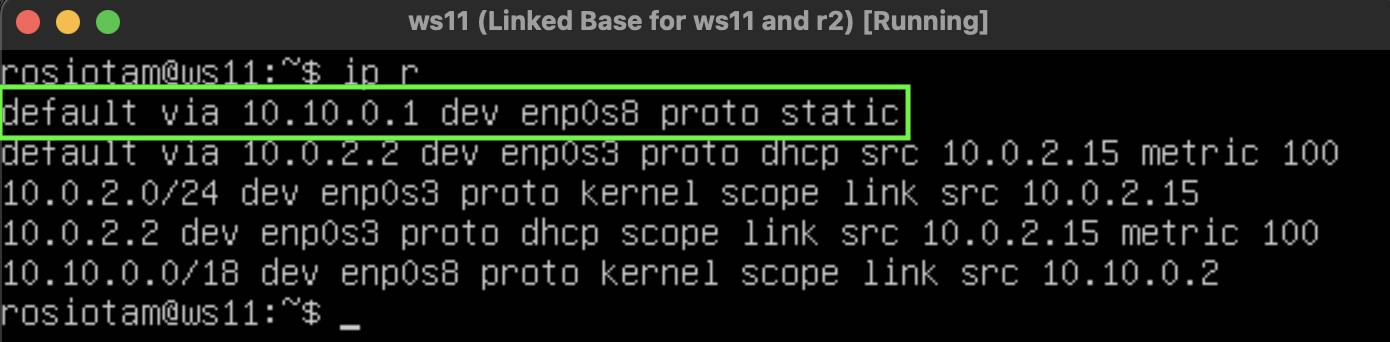 ws11 (Linked Base for ws11 and r2) [Running]
rosiotam@ws11:~$ ip r
default via 10.10.0.1 dev enp0s8 proto static
default via 10.0.2.2 dev enp0s3 proto dhcp src 10.0.2.15 metric 100
10.0.2.0/24 dev enp0s3 proto kernel scope link src 10.0.2.15
10.0.2.2 dev enp0s3 proto dhcp scope link src 10.0.2.15 metric 100
10.10.0.0/18 dev enp0s8 proto kernel scope link src 10.10.0.2
rosiotam@ws11:~$ _